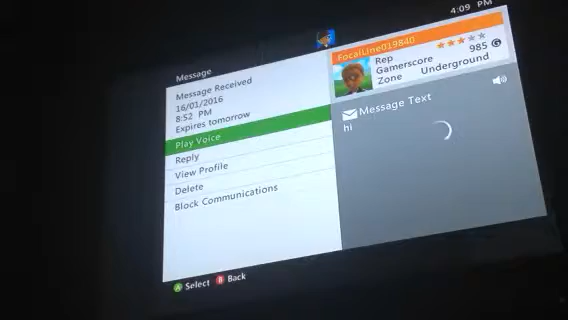 4:09 PM
Message
Message Received
16/01/2016
8:52 PM
Expires tomorrow
Play Voice
Reply
View Profile
Delete
Block Communications
FocalLine019840
Rep
Gamerscore 985 G
Zone Underground
Message Text
hi
A Select B Back